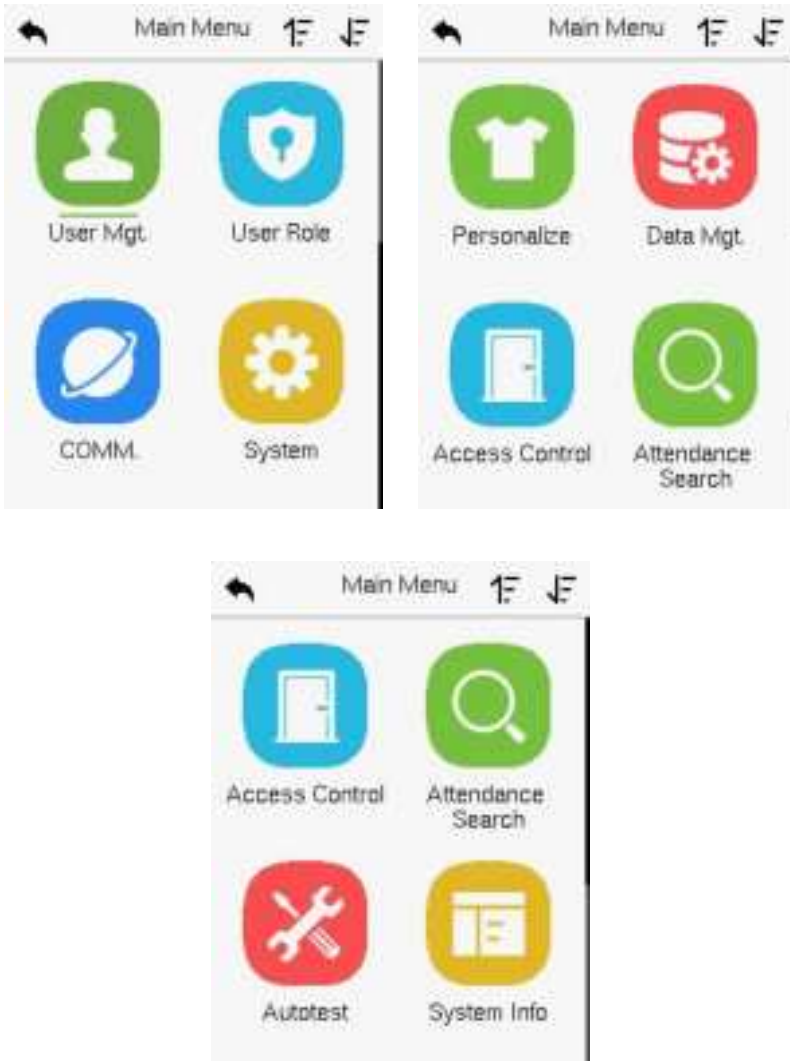 Main Menu
User Mgt.
User Role
COMM.
System
Main Menu
Personalize
Data Mgt.
Access Control
Attendance
Search
Main Menu
Access Control
Attendance
Search
Autotest
System Info